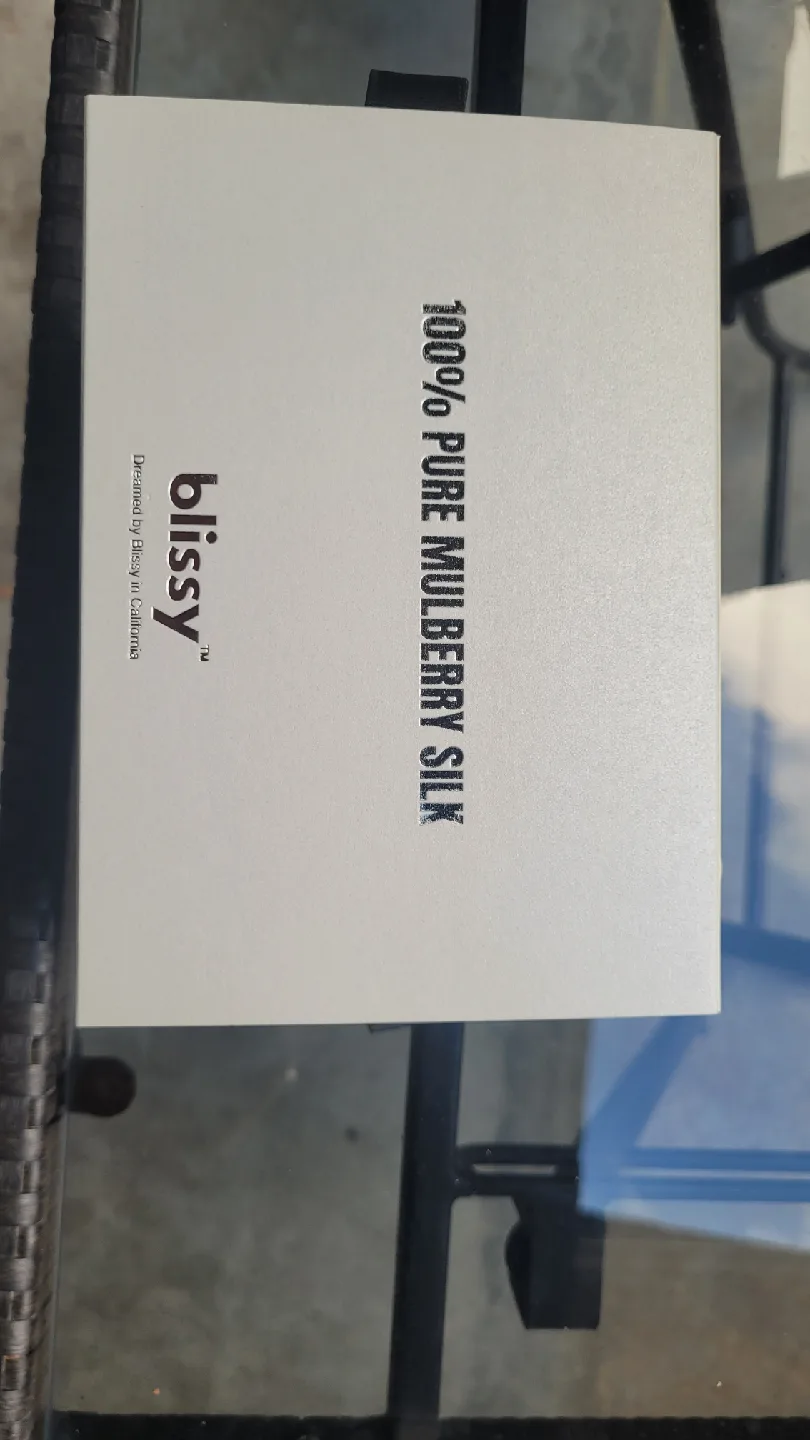 100% PURE MULBERRY SILK
blissy™
Dreamed by Blissy in California